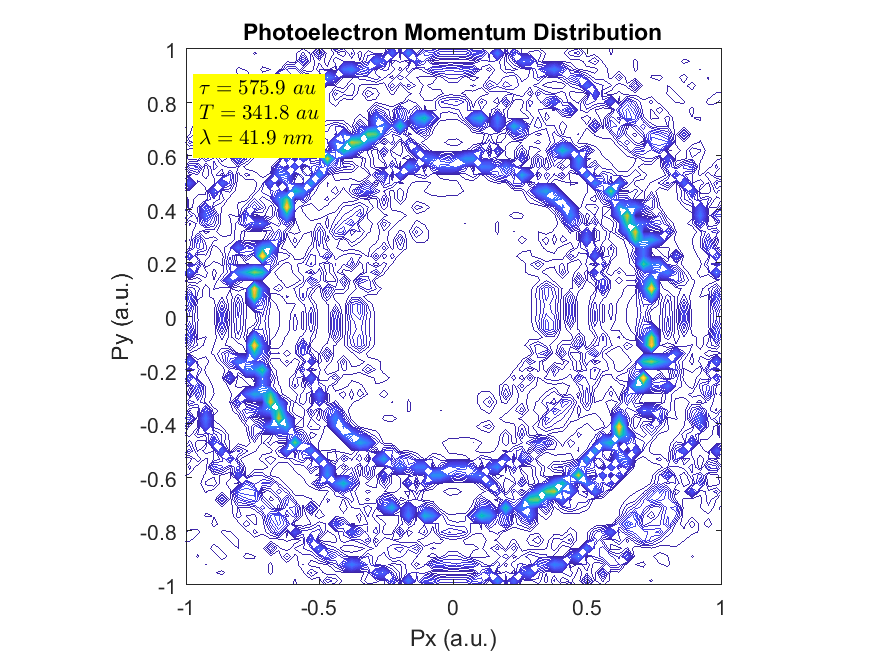 Photoelectron Momentum Distribution
τ = 575.9 au
T = 341.8 au
λ = 41.9 nm
1
0.8
0.6
0.4
0.2
0
-0.2
-0.4
-0.6
-0.8
-1
Py (a.u.)
-1 -0.5 0 0.5 1
Px (a.u.)